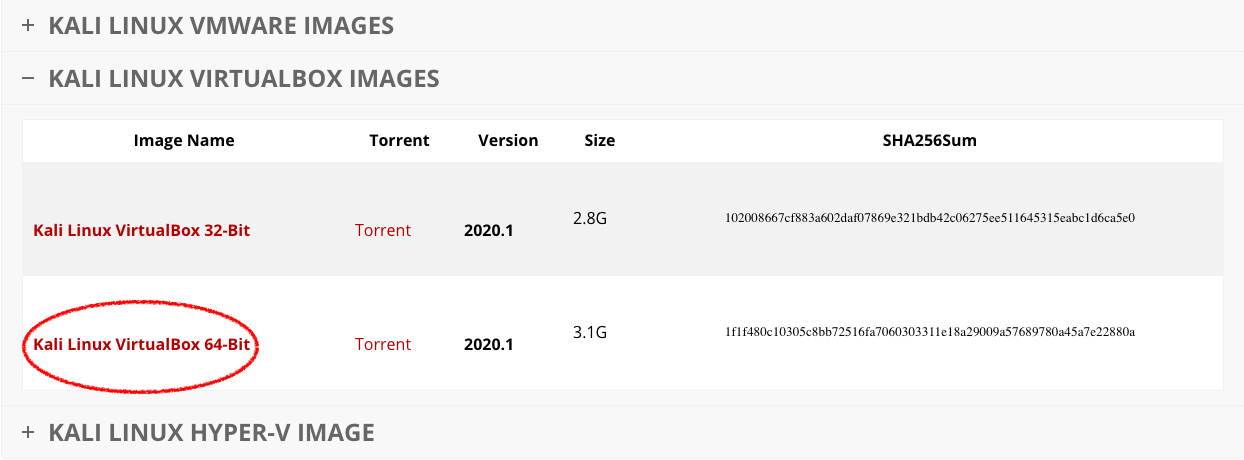 + KALI LINUX VMWARE IMAGES
− KALI LINUX VIRTUALBOX IMAGES
Image Name Torrent Version Size SHA256Sum
Kali Linux VirtualBox 32-Bit Torrent 2020.1 2.8G 102008667cf883a602daf07869e321bdb42c06275ee511645315eabc1d6ca5e0
Kali Linux VirtualBox 64-Bit Torrent 2020.1 3.1G 1f1f480c10305c8bb72516fa7060303311e18a29009a57689780a45a7e22880a
+ KALI LINUX HYPER-V IMAGE